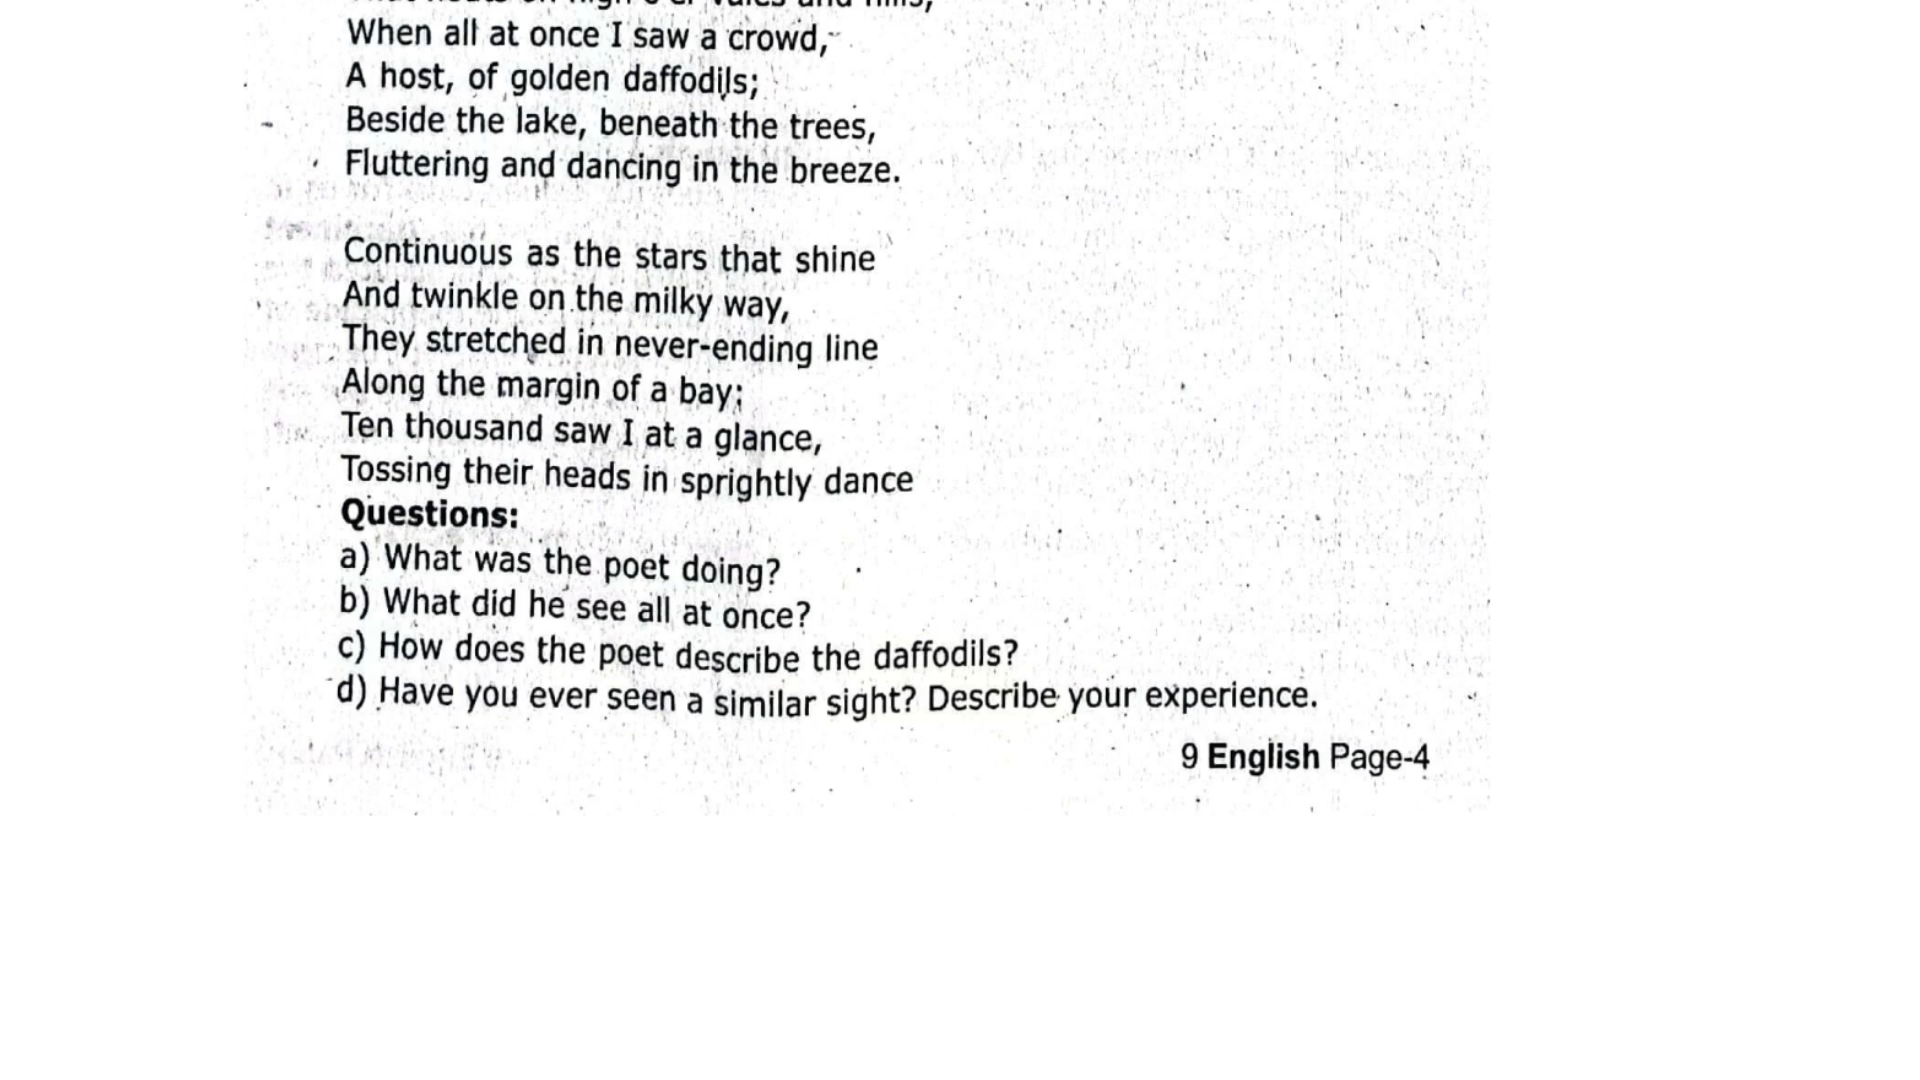 When all at once I saw a crowd,
A host, of golden daffodils;
Beside the lake, beneath the trees,
Fluttering and dancing in the breeze.
Continuous as the stars that shine
And twinkle on the milky way,
They stretched in never-ending line
Along the margin of a bay;
Ten thousand saw I at a glance,
Tossing their heads in sprightly dance
Questions:
a) What was the poet doing?
b) What did he see all at once?
c) How does the poet describe the daffodils?
d) Have you ever seen a similar sight? Describe your experience.
9 English Page-4